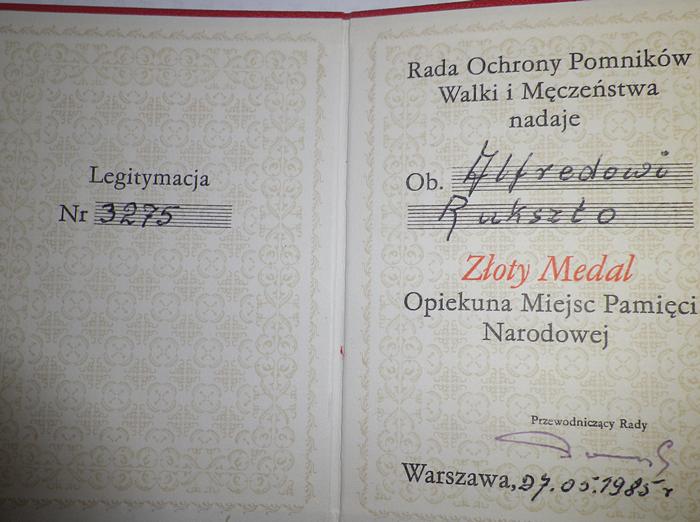 Legitymacja
Nr 3275
Rada Ochrony Pomników
Walki i Męczeństwa
nadaje
Ob. Alfredowi
Rukszto
Złoty Medal
Opiekuna Miejsc Pamięci
Narodowej
Przewodniczący Rady
Warszawa, 27.05.1985 r